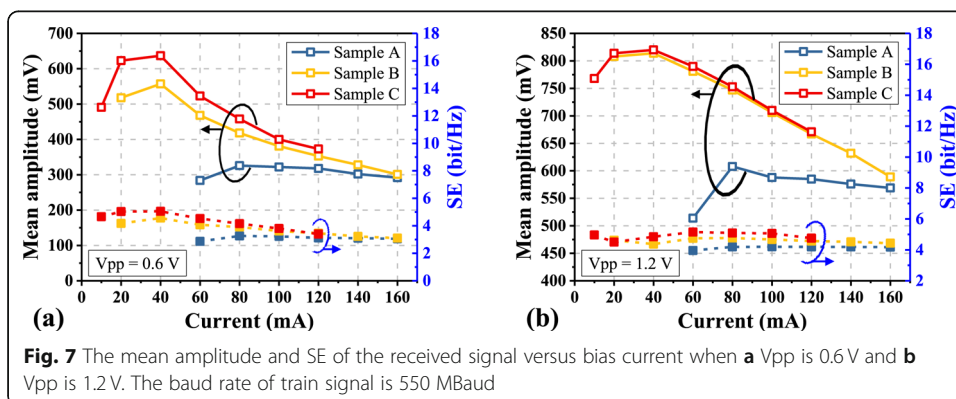 700
600
500
400
300
200
100
0
Mean amplitude (mV)
0 20 40 60 80 100 120 140 160
Current (mA)
18
16
14
12
10
8
6
4
2
0
SE (bit/Hz)
Sample A
Sample B
Sample C
Vpp = 0.6 V
(a)
850
800
750
700
650
600
550
500
450
400
Mean amplitude (mV)
0 20 40 60 80 100 120 140 160
Current (mA)
18
16
14
12
10
8
6
4
2
SE (bit/Hz)
Sample A
Sample B
Sample C
Vpp = 1.2 V
(b)
Fig. 7 The mean amplitude and SE of the received signal versus bias current when a Vpp is 0.6 V and b
Vpp is 1.2 V. The baud rate of train signal is 550 MBaud